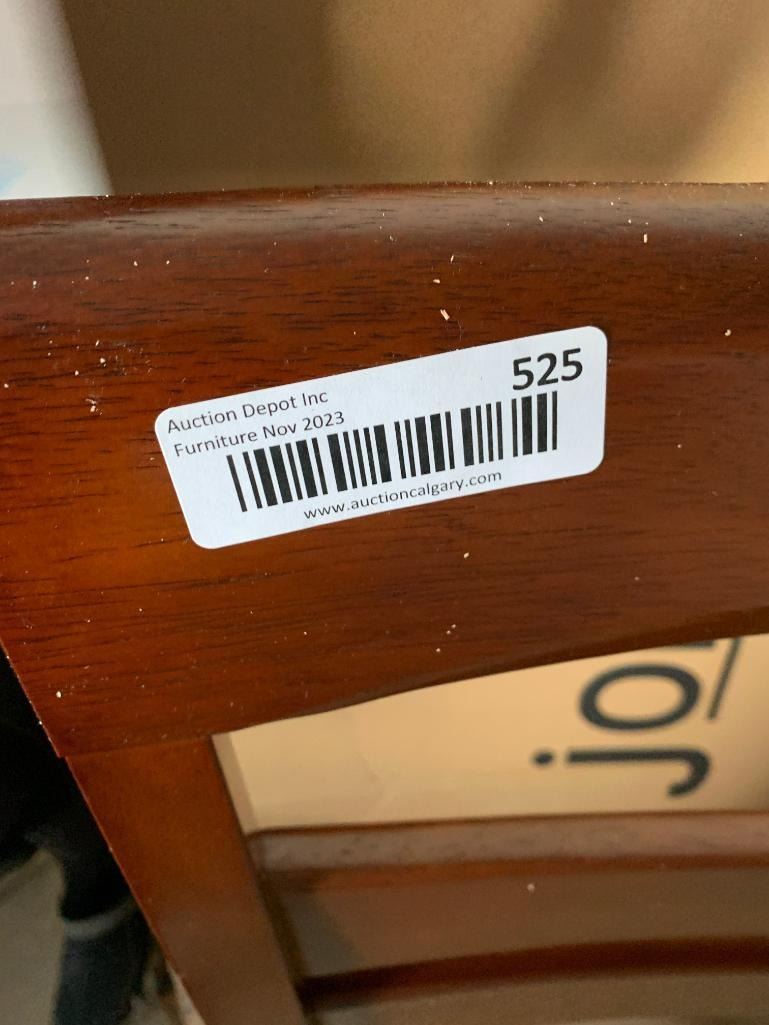 Auction Depot Inc
Furniture Nov 2023
525
www.auctioncalgary.com